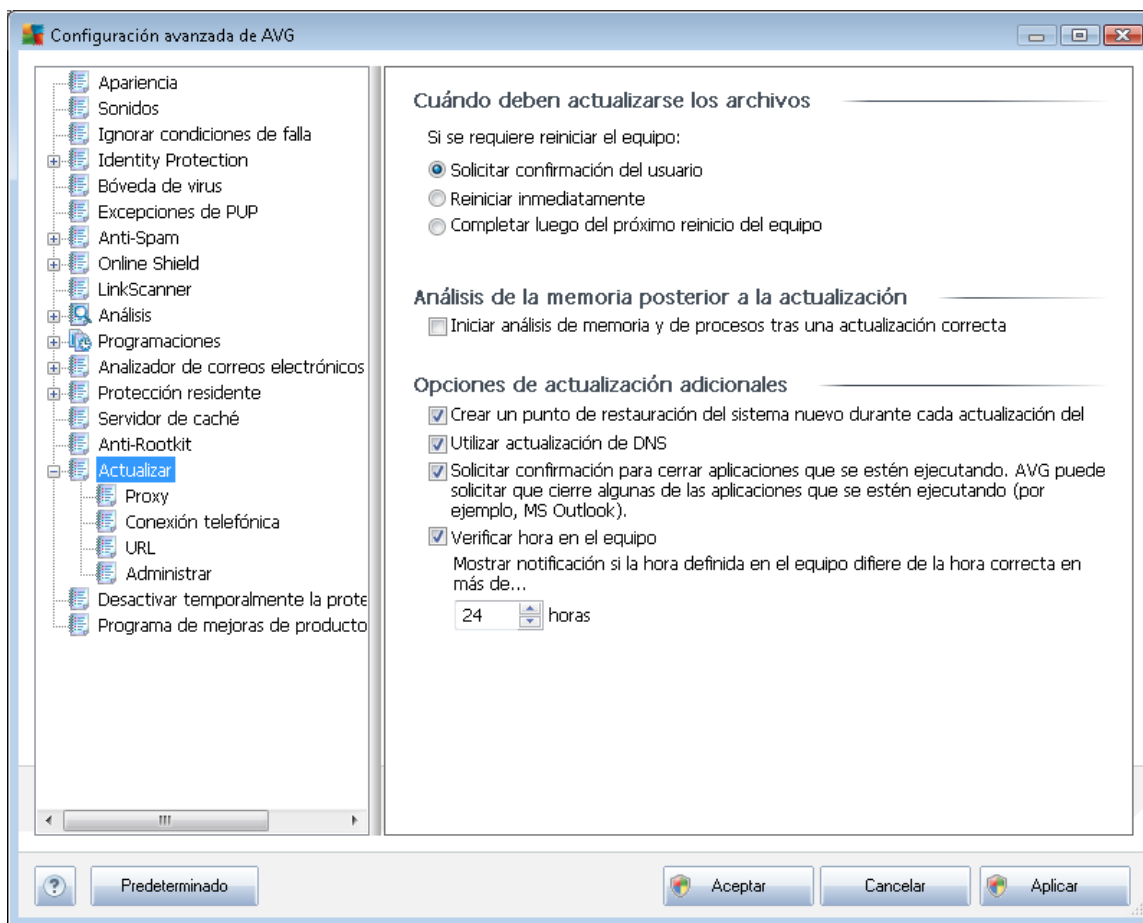 Configuración avanzada de AVG
Apariencia
Sonidos
Ignorar condiciones de falla
Identity Protection
Bóveda de virus
Excepciones de PUP
Anti-Spam
Online Shield
LinkScanner
Análisis
Programaciones
Analizador de correos electrónicos
Protección residente
Servidor de caché
Anti-Rootkit
Actualizar
Proxy
Conexión telefónica
URL
Administrar
Desactivar temporalmente la prote
Programa de mejoras de producto
Cuándo deben actualizarse los archivos
Si se requiere reiniciar el equipo:
Solicitar confirmación del usuario
Reiniciar inmediatamente
Completar luego del próximo reinicio del equipo
Análisis de la memoria posterior a la actualización
Iniciar análisis de memoria y de procesos tras una actualización correcta
Opciones de actualización adicionales
Crear un punto de restauración del sistema nuevo durante cada actualización del
Utilizar actualización de DNS
Solicitar confirmación para cerrar aplicaciones que se estén ejecutando. AVG puede
solicitar que cierre algunas de las aplicaciones que se estén ejecutando (por
ejemplo, MS Outlook).
Verificar hora en el equipo
Mostrar notificación si la hora definida en el equipo difiere de la hora correcta en
más de...
24 horas
? Predeterminado Aceptar Cancelar Aplicar